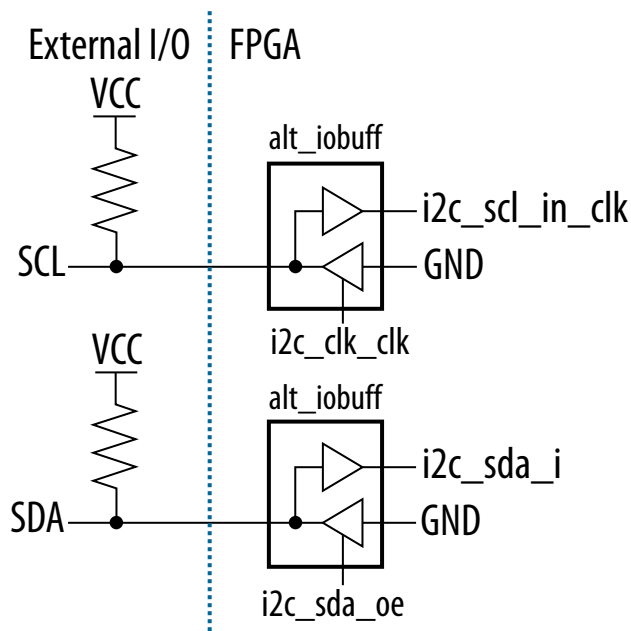 External I/O FPGA
VCC
alt_iobuff
i2c_scl_in_clk
SCL
GND
i2c_clk_clk
VCC
alt_iobuff
i2c_sda_i
SDA
GND
i2c_sda_oe